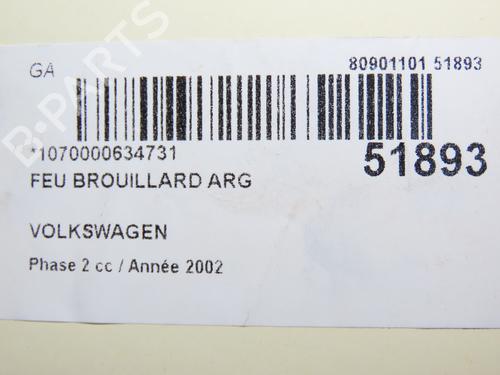 GA
80901101 51893
*1070000634731
51893
FEU BROUILLARD ARG
VOLKSWAGEN
Phase 2 cc / Année 2002
B-PARTS